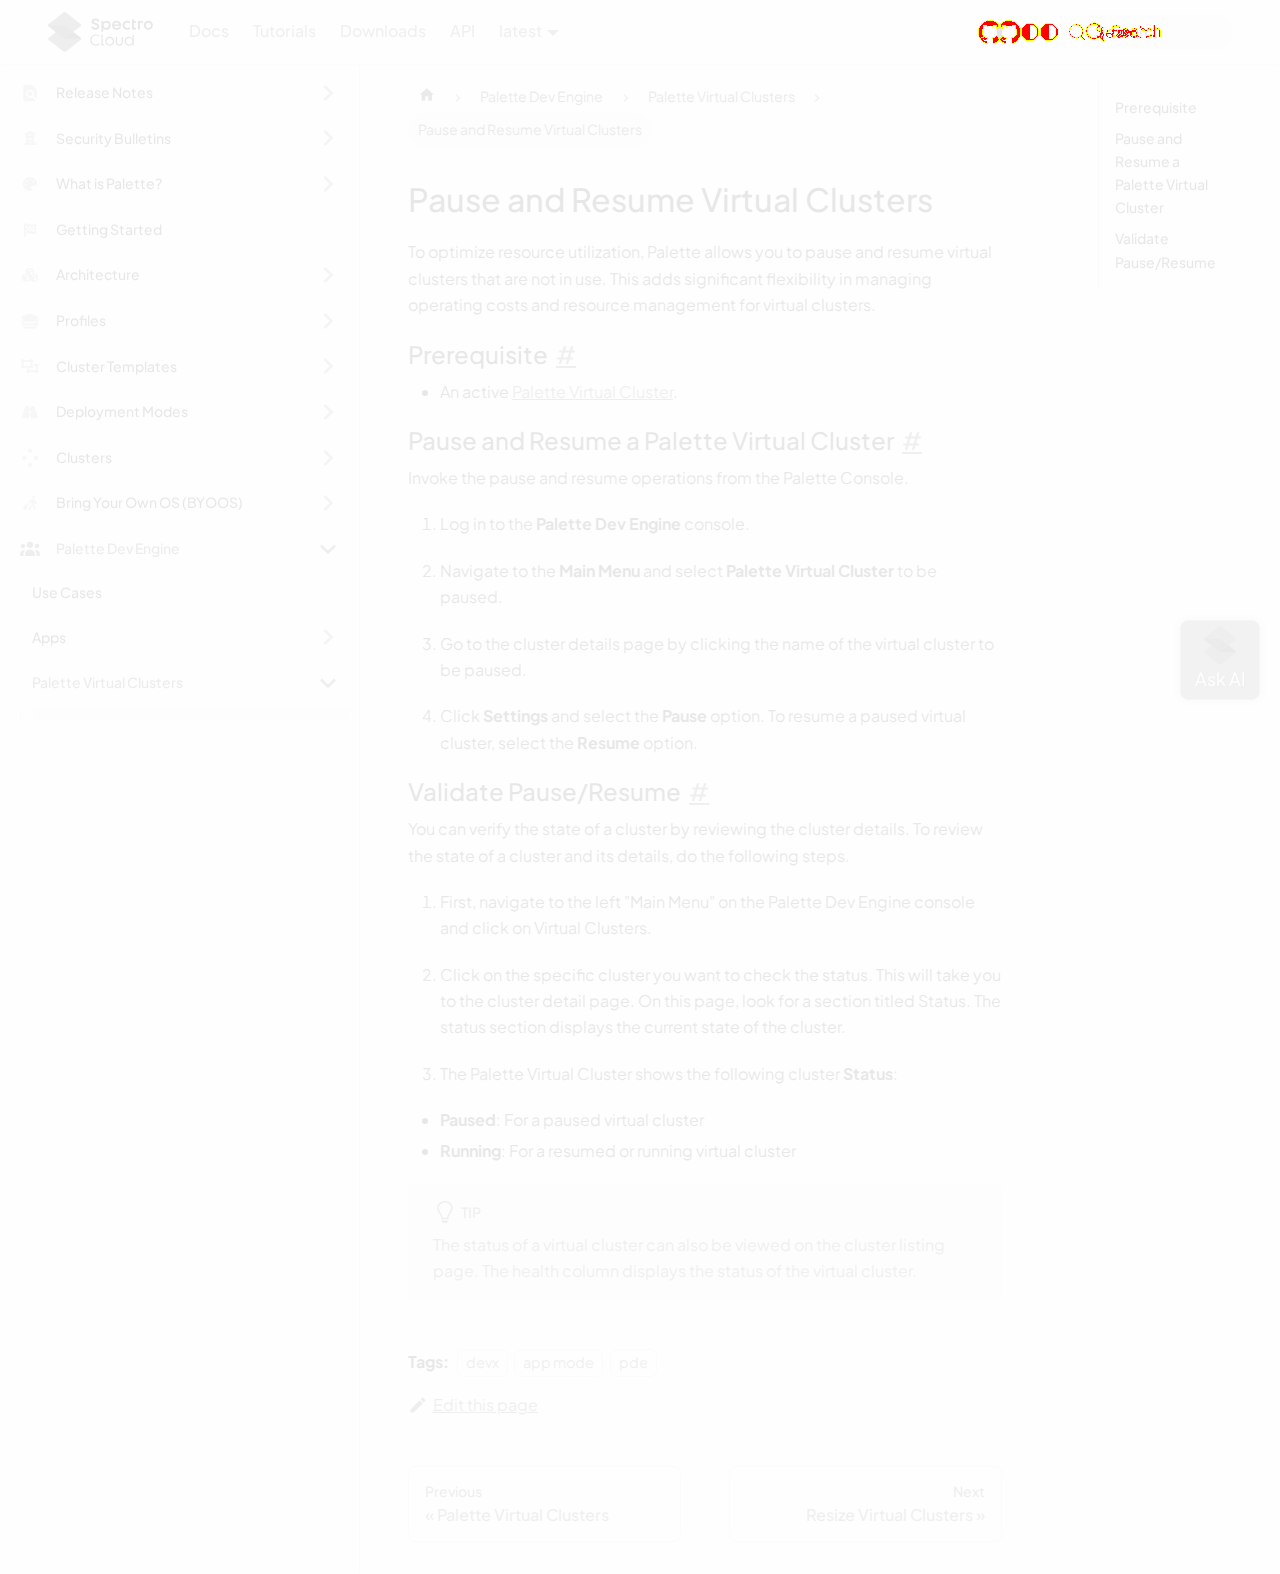 Spectro
Cloud
Docs
Tutorials
Downloads
API
latest
Release Notes
Security Bulletins
What is Palette?
Getting Started
Architecture
Profiles
Cluster Templates
Deployment Modes
Clusters
Bring Your Own OS (BYOOS)
Palette Dev Engine
Use Cases
Apps
Palette Virtual Clusters
Palette Dev Engine
Palette Virtual Clusters
Pause and Resume Virtual Clusters
Pause and Resume Virtual Clusters
To optimize resource utilization, Palette allows you to pause and resume virtual
clusters that are not in use. This adds significant flexibility in managing
operating costs and resource management for virtual clusters.
Prerequisite #
• An active Palette Virtual Cluster.
Pause and Resume a Palette Virtual Cluster #
Invoke the pause and resume operations from the Palette Console.
1. Log in to the Palette Dev Engine console.
2. Navigate to the Main Menu and select Palette Virtual Cluster to be
paused.
3. Go to the cluster details page by clicking the name of the virtual cluster to
be paused.
4. Click Settings and select the Pause option. To resume a paused virtual
cluster, select the Resume option.
Validate Pause/Resume #
You can verify the state of a cluster by reviewing the cluster details. To review
the state of a cluster and its details, do the following steps.
1. First, navigate to the left "Main Menu" on the Palette Dev Engine console
and click on Virtual Clusters.
2. Click on the specific cluster you want to check the status. This will take you
to the cluster detail page. On this page, look for a section titled Status. The
status section displays the current state of the cluster.
3. The Palette Virtual Cluster shows the following cluster Status:
• Paused: For a paused virtual cluster
• Running: For a resumed or running virtual cluster
TIP
The status of a virtual cluster can also be viewed on the cluster listing
page. The health column displays the status of the virtual cluster.
Tags: devx app mode pde
Edit this page
Previous
« Palette Virtual Clusters
Next
Resize Virtual Clusters »
Prerequisite
Pause and
Resume a
Palette Virtual
Cluster
Validate
Pause/Resume
Ask AI